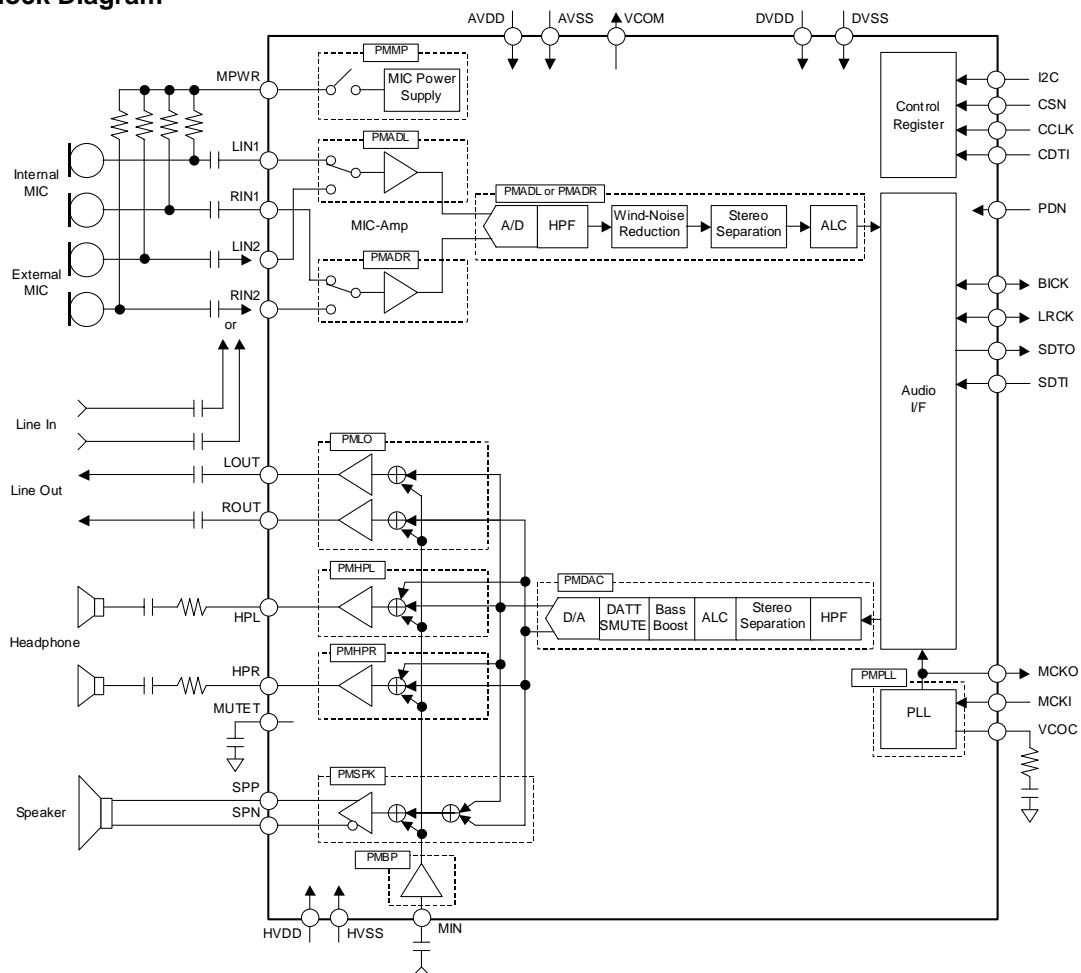 lock Diagram
AVDD
AVSS
VCOM
DVDD
DVSS
PMMP
MPWR
MIC Power
Supply
Control
Register
I2C
CSN
CCLK
CDTI
PMADL
LIN1
Internal
MIC
RIN1
MIC-Amp
PMADL or PMADR
A/D
HPF
Wind-Noise
Reduction
Stereo
Separation
ALC
PDN
LIN2
External
MIC
PMADR
RIN2
or
BICK
LRCK
SDTO
SDTI
Audio
I/F
Line In
PMLO
LOUT
Line Out
ROUT
PMHPL
HPL
Headphone
PMDAC
D/A
DATT
SMUTE
Bass
Boost
ALC
Stereo
Separation
HPF
PMHPR
HPR
MUTET
PMPLL
PLL
MCKO
MCKI
VCOC
PMSPK
SPP
Speaker
SPN
PMBP
HVDD
HVSS
MIN